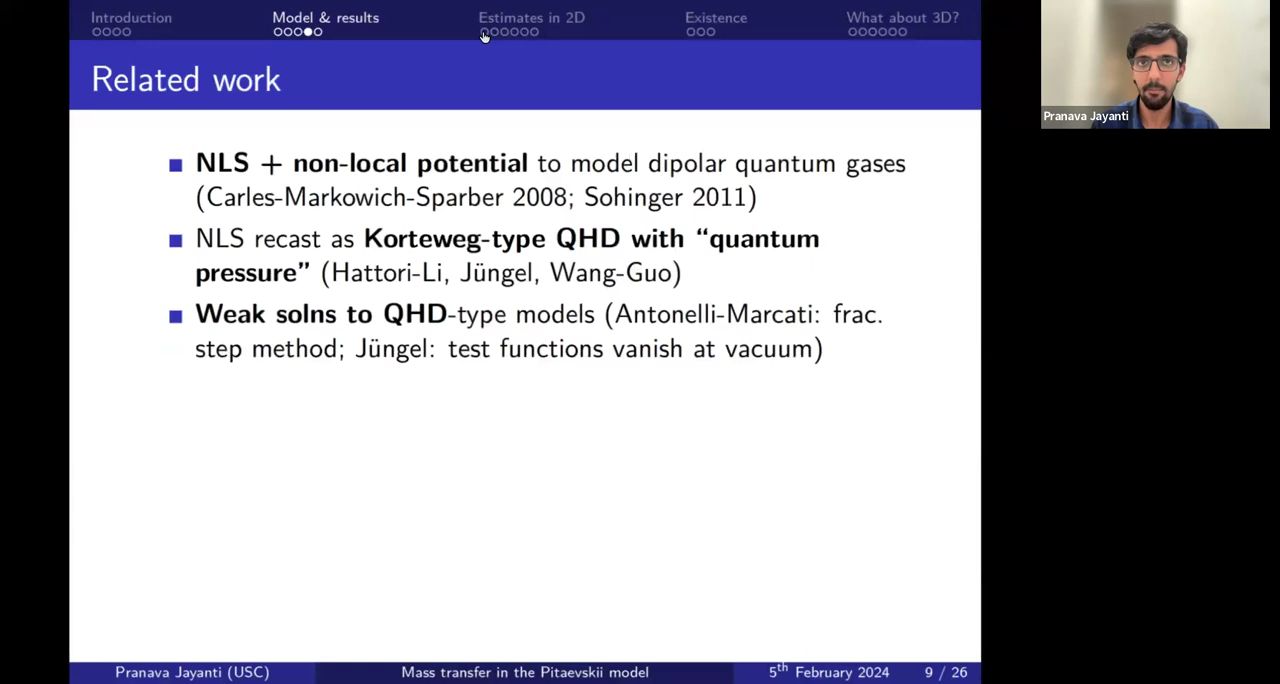 Introduction Model & results Estimates in 2D Existence What about 3D?
Related work
NLS + non-local potential to model dipolar quantum gases
(Carles-Markowich-Sparber 2008; Sohinger 2011)
NLS recast as Korteweg-type QHD with “quantum
pressure” (Hattori-Li, Jüngel, Wang-Guo)
Weak solns to QHD-type models (Antonelli-Marcati: frac.
step method; Jüngel: test functions vanish at vacuum)
Pranava Jayanti (USC) Mass transfer in the Pitaevskii model 5th February 2024 9 / 26
Pranava Jayanti